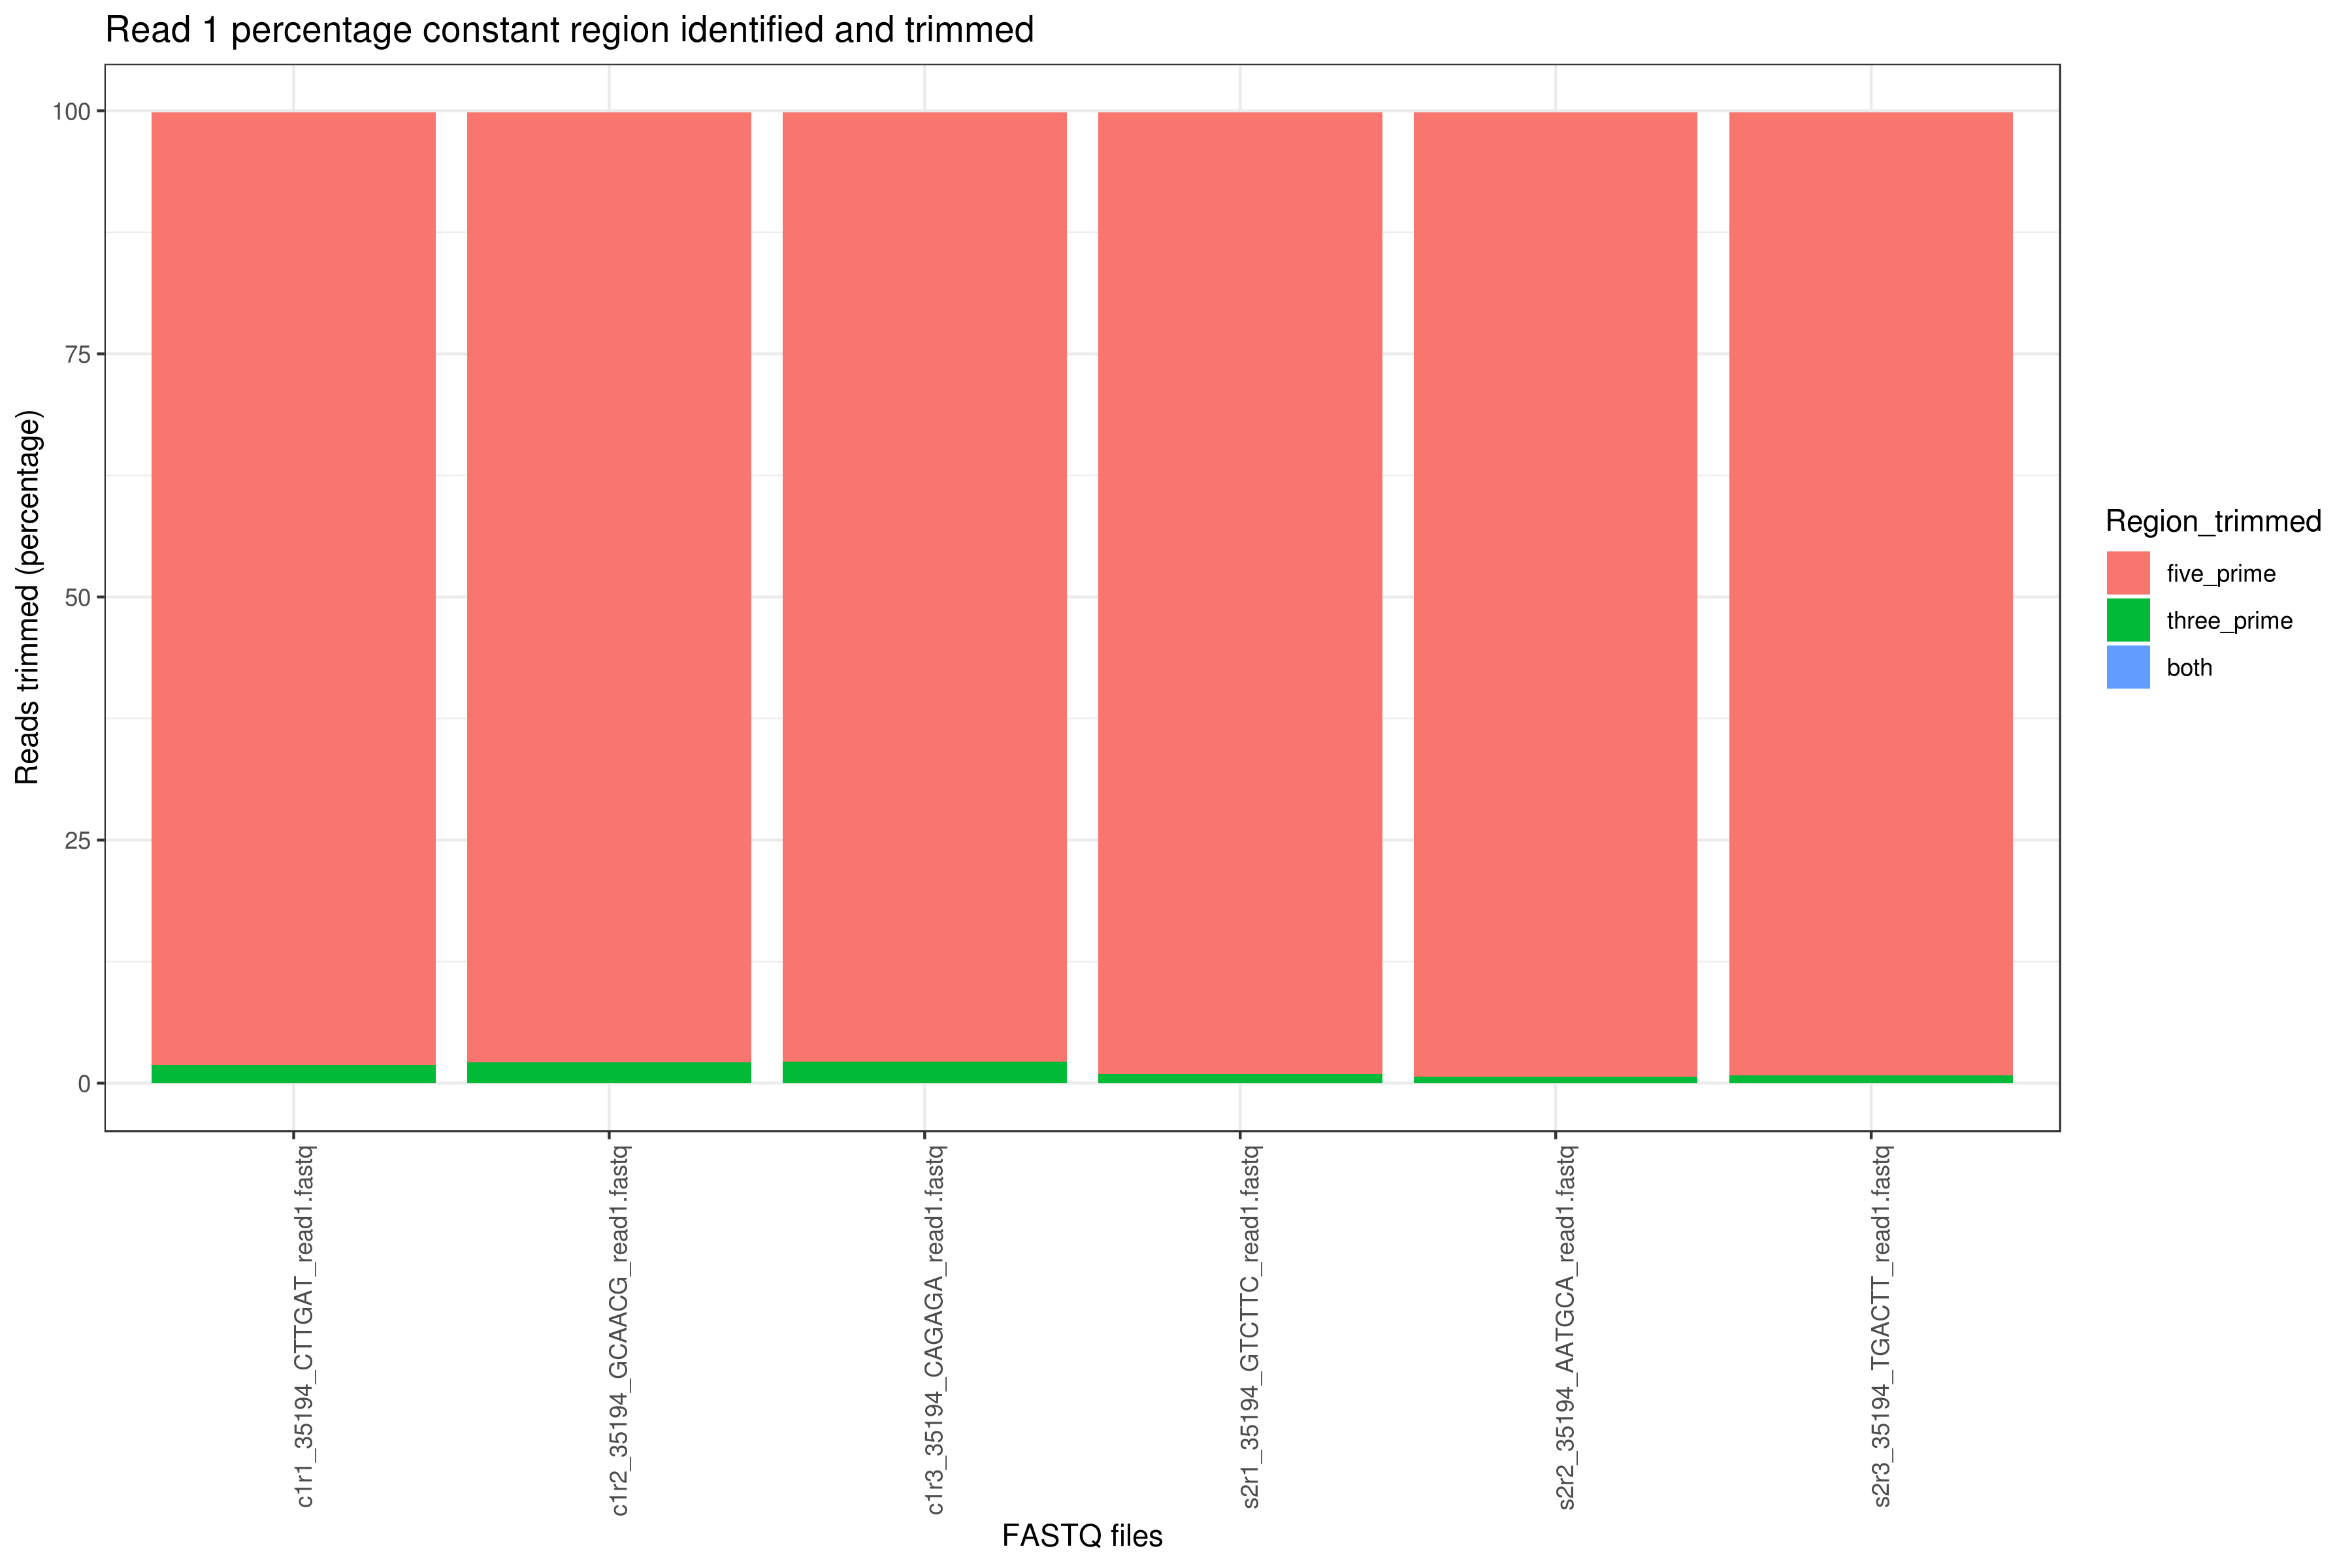 Read 1 percentage constant region identified and trimmed
Reads trimmed (percentage)
100
75
50
25
0
c1r1_35194_CTTGAT_read1.fastq
c1r2_35194_GCAACG_read1.fastq
c1r3_35194_CAGAGA_read1.fastq
s2r1_35194_GTCTTC_read1.fastq
s2r2_35194_AATGCA_read1.fastq
s2r3_35194_TGACTT_read1.fastq
FASTQ files
Region_trimmed
five_prime
three_prime
both